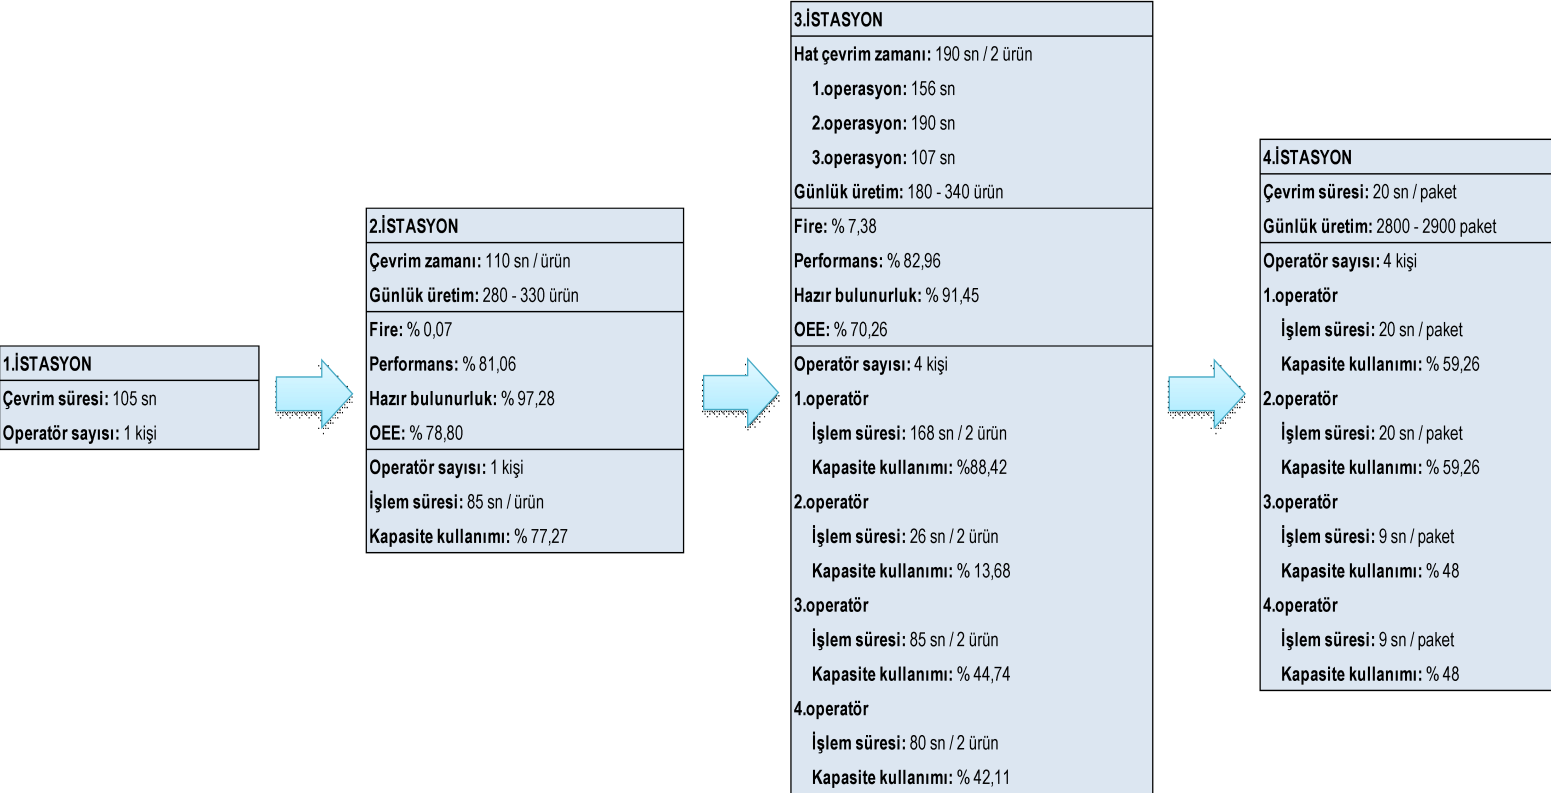 1.İSTASYON
Çevrim süresi: 105 sn
Operatör sayısı: 1 kişi
2.İSTASYON
Çevrim zamanı: 110 sn / ürün
Günlük üretim: 280 - 330 ürün
Fire: % 0,07
Performans: % 81,06
Hazır bulunurluk: % 97,28
OEE: % 78,80
Operatör sayısı: 1 kişi
İşlem süresi: 85 sn / ürün
Kapasite kullanımı: % 77,27
3.İSTASYON
Hat çevrim zamanı: 190 sn / 2 ürün
1.operasyon: 156 sn
2.operasyon: 190 sn
3.operasyon: 107 sn
Günlük üretim: 180 - 340 ürün
Fire: % 7,38
Performans: % 82,96
Hazır bulunurluk: % 91,45
OEE: % 70,26
Operatör sayısı: 4 kişi
1.operatör
İşlem süresi: 168 sn / 2 ürün
Kapasite kullanımı: %88,42
2.operatör
İşlem süresi: 26 sn / 2 ürün
Kapasite kullanımı: % 13,68
3.operatör
İşlem süresi: 85 sn / 2 ürün
Kapasite kullanımı: % 44,74
4.operatör
İşlem süresi: 80 sn / 2 ürün
Kapasite kullanımı: % 42,11
4.İSTASYON
Çevrim süresi: 20 sn / paket
Günlük üretim: 2800 - 2900 paket
Operatör sayısı: 4 kişi
1.operatör
İşlem süresi: 20 sn / paket
Kapasite kullanımı: % 59,26
2.operatör
İşlem süresi: 20 sn / paket
Kapasite kullanımı: % 59,26
3.operatör
İşlem süresi: 9 sn / paket
Kapasite kullanımı: % 48
4.operatör
İşlem süresi: 9 sn / paket
Kapasite kullanımı: % 48